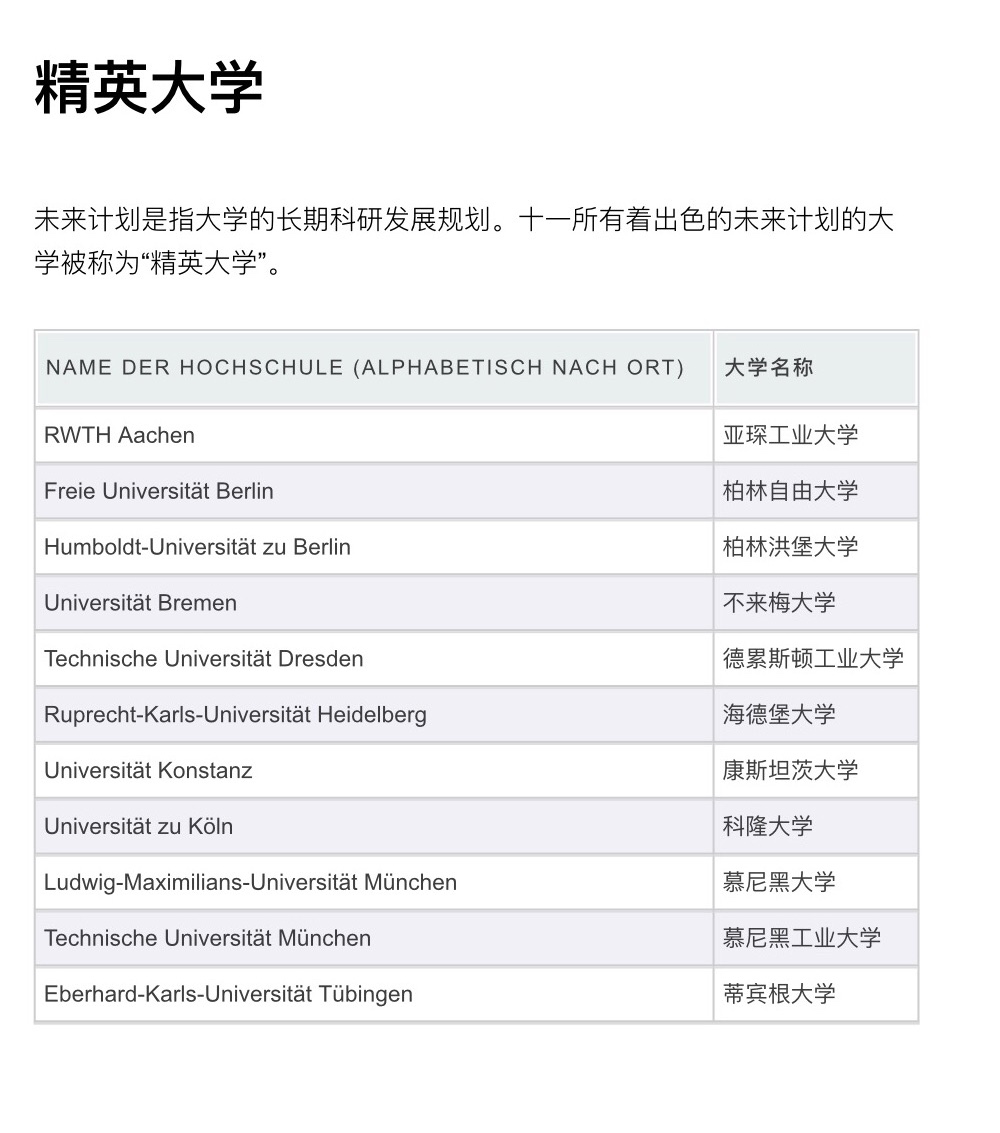 精英大学
未来计划是指大学的长期科研发展规划。十一所有着出色的未来计划的大
学被称为“精英大学”。
NAME DER HOCHSCHULE (ALPHABETISCH NACH ORT) 大学名称
RWTH Aachen 亚琛工业大学
Freie Universität Berlin 柏林自由大学
Humboldt-Universität zu Berlin 柏林洪堡大学
Universität Bremen 不来梅大学
Technische Universität Dresden 德累斯顿工业大学
Ruprecht-Karls-Universität Heidelberg 海德堡大学
Universität Konstanz 康斯坦茨大学
Universität zu Köln 科隆大学
Ludwig-Maximilians-Universität München 慕尼黑大学
Technische Universität München 慕尼黑工业大学
Eberhard-Karls-Universität Tübingen 蒂宾根大学